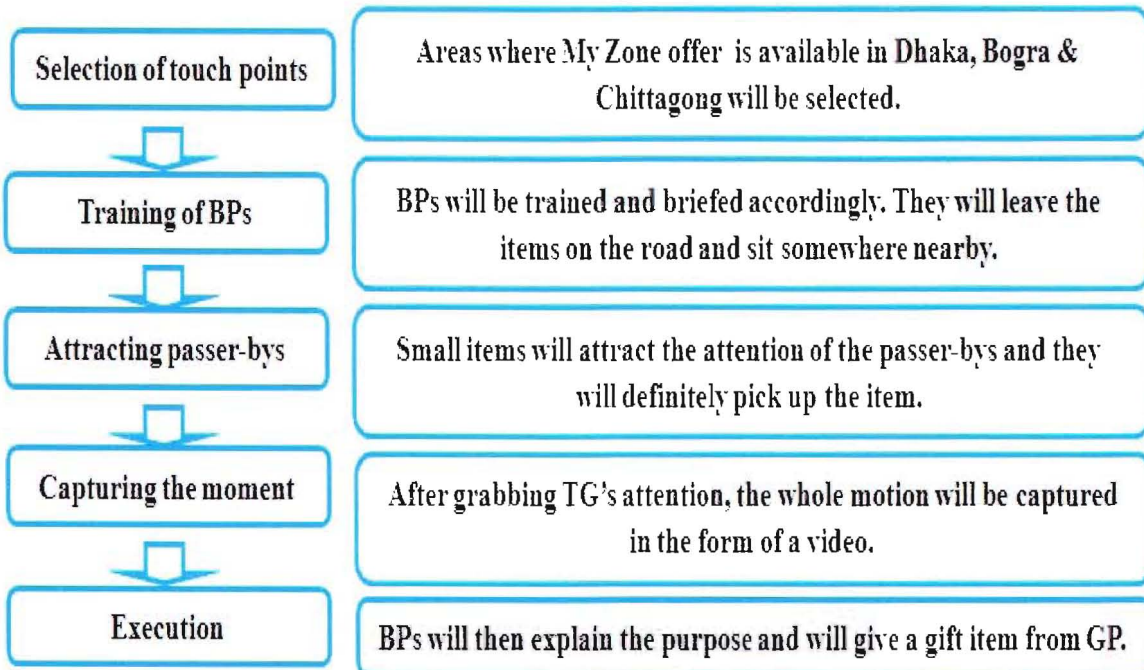 Selection of touch points
Areas where My Zone offer is available in Dhaka, Bogra &
Chittagong will be selected.
Training of BPs
BPs will be trained and briefed accordingly. They will leave the
items on the road and sit somewhere nearby.
Attracting passer-bys
Small items will attract the attention of the passer-bys and they
will definitely pick up the item.
Capturing the moment
After grabbing TG's attention, the whole motion will be captured
in the form of a video.
Execution
BPs will then explain the purpose and will give a gift item from GP.